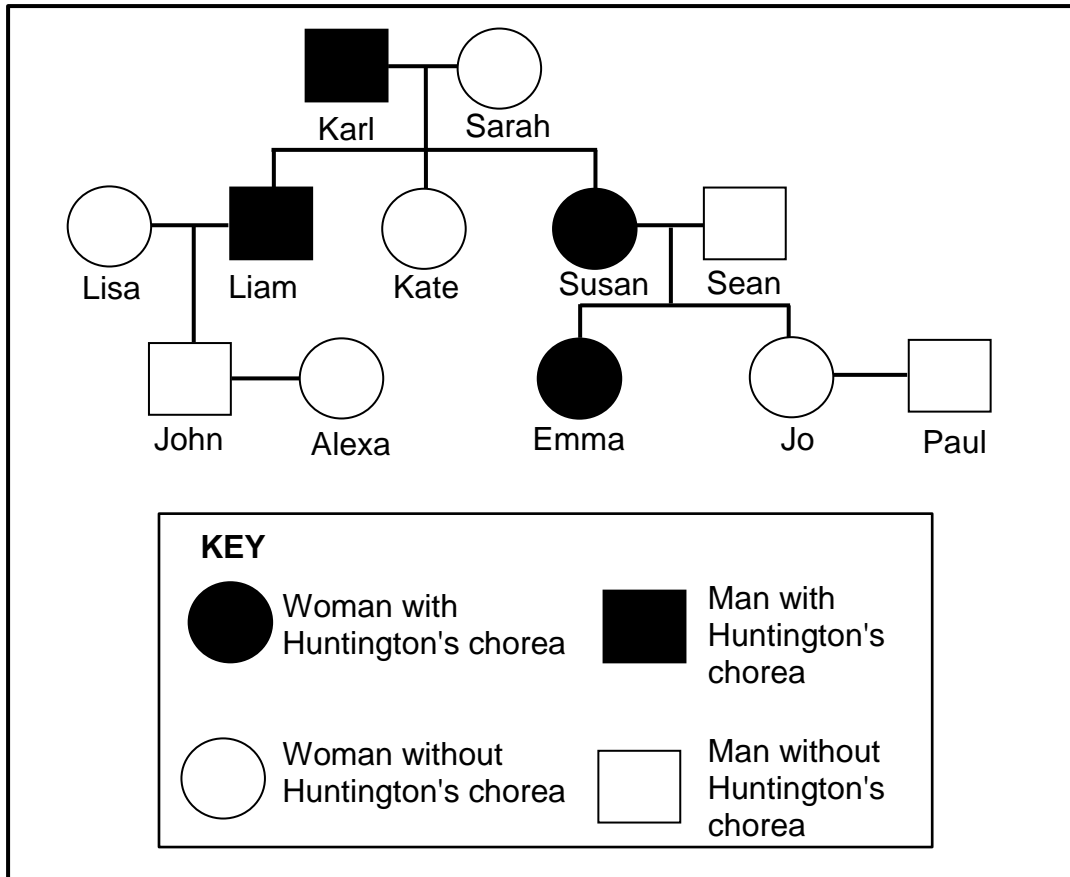 Karl
Sarah
Lisa
Liam
Kate
Susan
Sean
John
Alexa
Emma
Jo
Paul
KEY
Woman with
Huntington's chorea
Man with
Huntington's
chorea
Woman without
Huntington's chorea
Man without
Huntington's
chorea